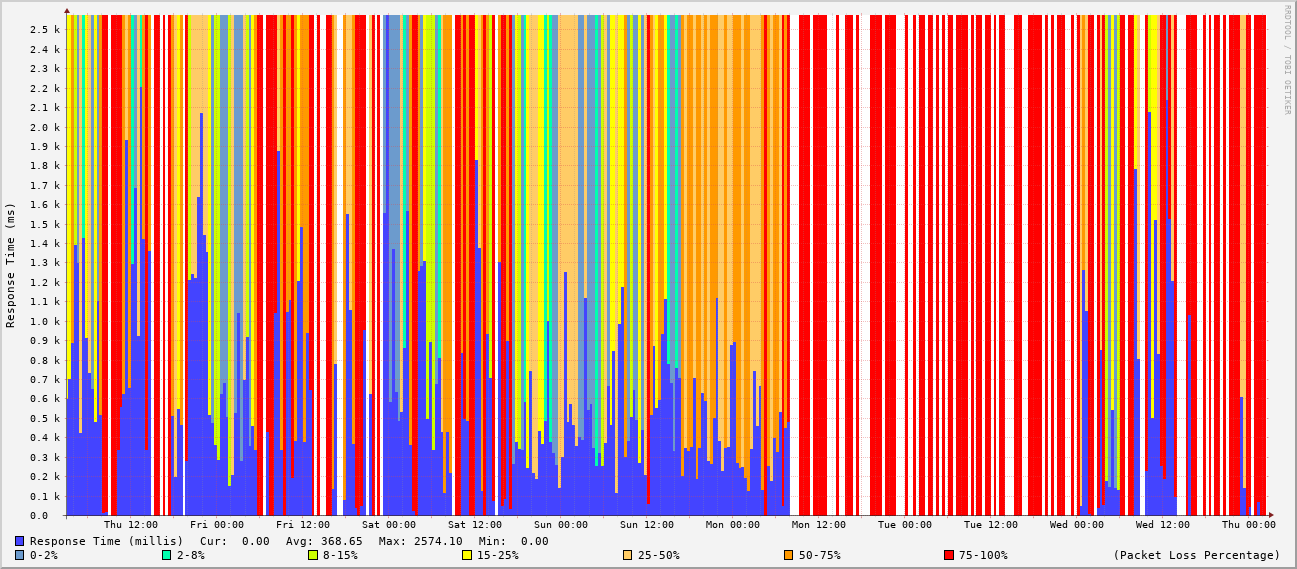 RRDTOOL / TOBI OETIKER
Response Time (ms)
2.5 k
2.4 k
2.3 k
2.2 k
2.1 k
2.0 k
1.9 k
1.8 k
1.7 k
1.6 k
1.5 k
1.4 k
1.3 k
1.2 k
1.1 k
1.0 k
0.9 k
0.8 k
0.7 k
0.6 k
0.5 k
0.4 k
0.3 k
0.2 k
0.1 k
0.0
Thu 12:00 Fri 00:00 Fri 12:00 Sat 00:00 Sat 12:00 Sun 00:00 Sun 12:00 Mon 00:00 Mon 12:00 Tue 00:00 Tue 12:00 Wed 00:00 Wed 12:00 Thu 00:00
Response Time (millis) Cur: 0.00 Avg: 368.65 Max: 2574.10 Min: 0.00
0-2% 2-8% 8-15% 15-25% 25-50% 50-75% 75-100% (Packet Loss Percentage)